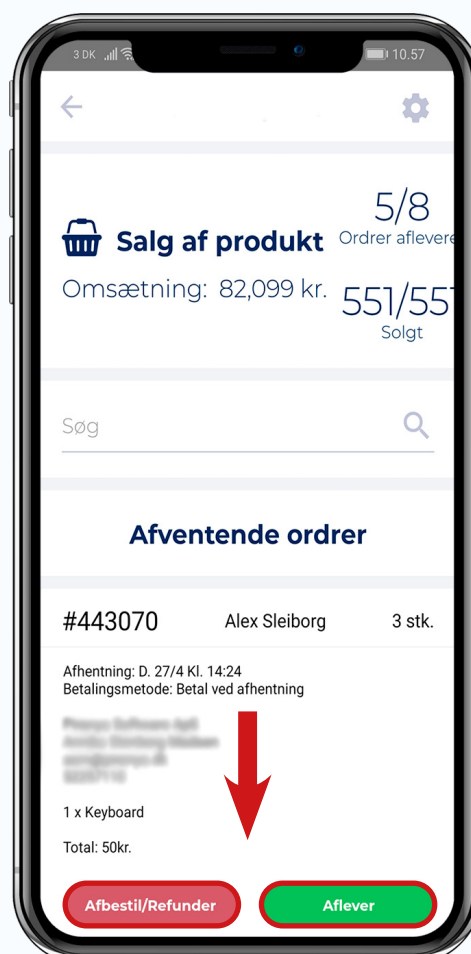 3 DK
10.57
5/8
Ordrer aflevere
Salg af produkt
Omsætning: 82,099 kr.
551/551
Solgt
Søg
Afventende ordrer
#443070 Alex Sleiborg 3 stk.
Afhentning: D. 27/4 Kl. 14:24
Betalingsmetode: Betal ved afhentning
1 x Keyboard
Total: 50kr.
Afbestil/Refunder Aflever